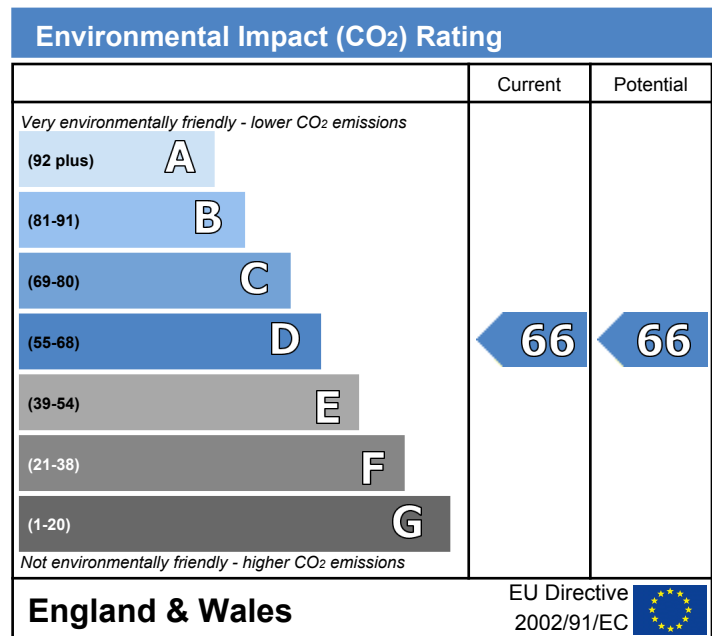 Environmental Impact (CO2) Rating
Current Potential
Very environmentally friendly - lower CO2 emissions
(92 plus) A
(81-91) B
(69-80) C
(55-68) D 66 66
(39-54) E
(21-38) F
(1-20) G
Not environmentally friendly - higher CO2 emissions
England & Wales
EU Directive
2002/91/EC